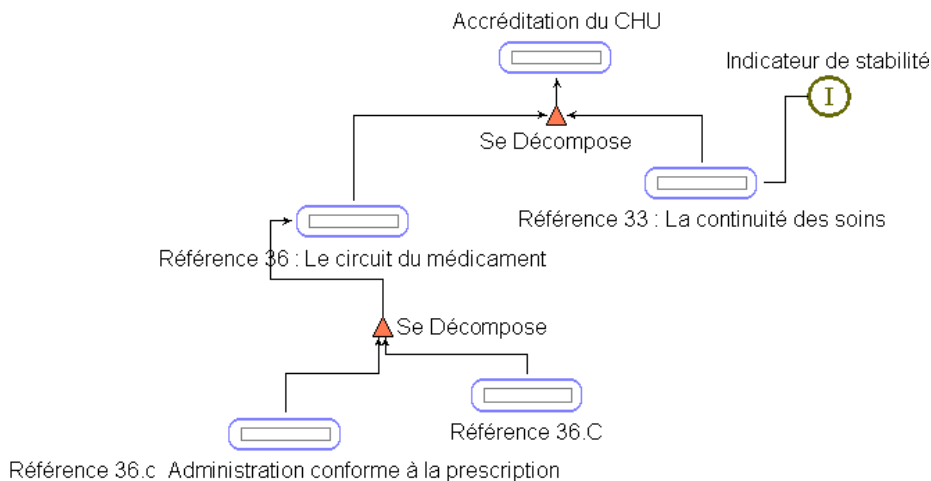 Accréditation du CHU
Indicateur de stabilité
I
Se Décompose
Référence 33 : La continuité des soins
Référence 36 : Le circuit du médicament
Se Décompose
Référence 36.C
Référence 36.c Administration conforme à la prescription